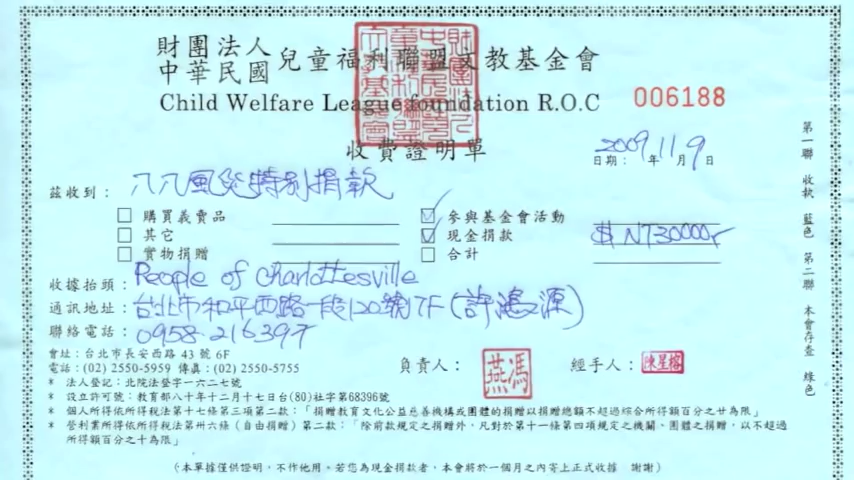 財團法人
中華民國 兒童福利聯盟文教基金會
Child Welfare League foundation R.O.C 006188
收費證明單
2009.11.9
日期: 年 月 日
茲收到: 八八風災特別捐款
□ 購買義賣品 ☑ 參與基金會活動
□ 其它 ☑ 現金捐款 $NT30000
□ 實物捐贈 □ 合計
收據抬頭: People of Charlottesville
通訊地址: 台北市和平西路一段120號7F(許鴻源)
聯絡電話: 0958-216397
會址:台北市長安西路 43 號 6F
電話:(02) 2550-5959 傳真:(02) 2550-5755
負責人: 馮燕 經手人:
* 法人登記:北院法登字一六二七號
* 設立許可號:教育部八十年十二月十七日台(80)社字第68396號
* 個人所得依所得稅法第十七條第三項第二款:「捐贈教育文化公益慈善機構或團體的捐贈以捐贈總額不超過綜合所得額百分之廿為限」
* 營利業所得依所得稅法第卅六條(自由捐贈)第二款:「除前款規定之捐贈外,凡對於第十一條第四項規定之機關、團體之捐贈,以不超過
所得額百分之十為限」
(本單據僅供證明,不作他用。若您為現金捐款者,本會將於一個月之內寄上正式收據 謝謝)
第一聯 收執 藍色 第二聯 本會存查 綠色